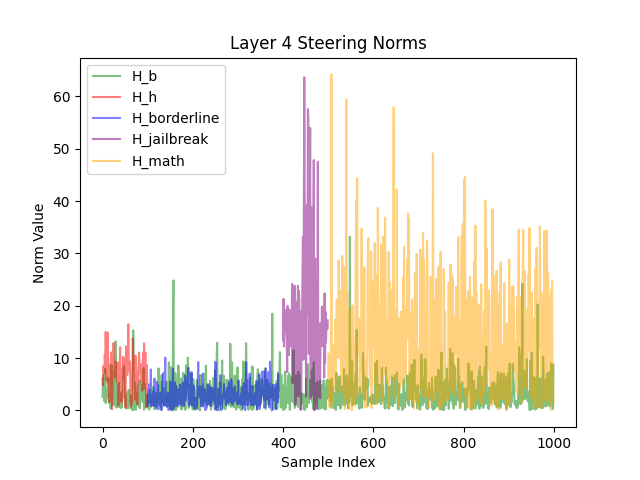 Layer 4 Steering Norms
H_b
H_h
H_borderline
H_jailbreak
H_math
Norm Value
60
50
40
30
20
10
0
0 200 400 600 800 1000
Sample Index